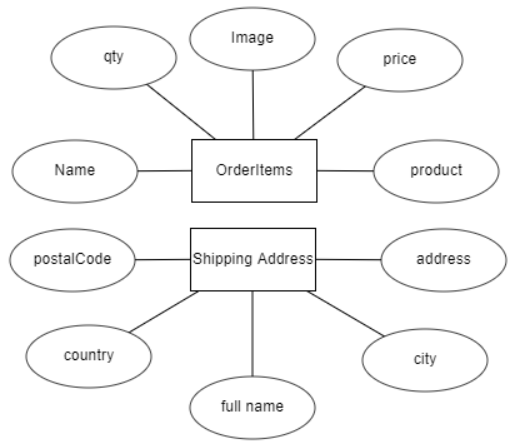 Image
qty
price
Name
OrderItems
product
postalCode
Shipping Address
address
country
city
full name